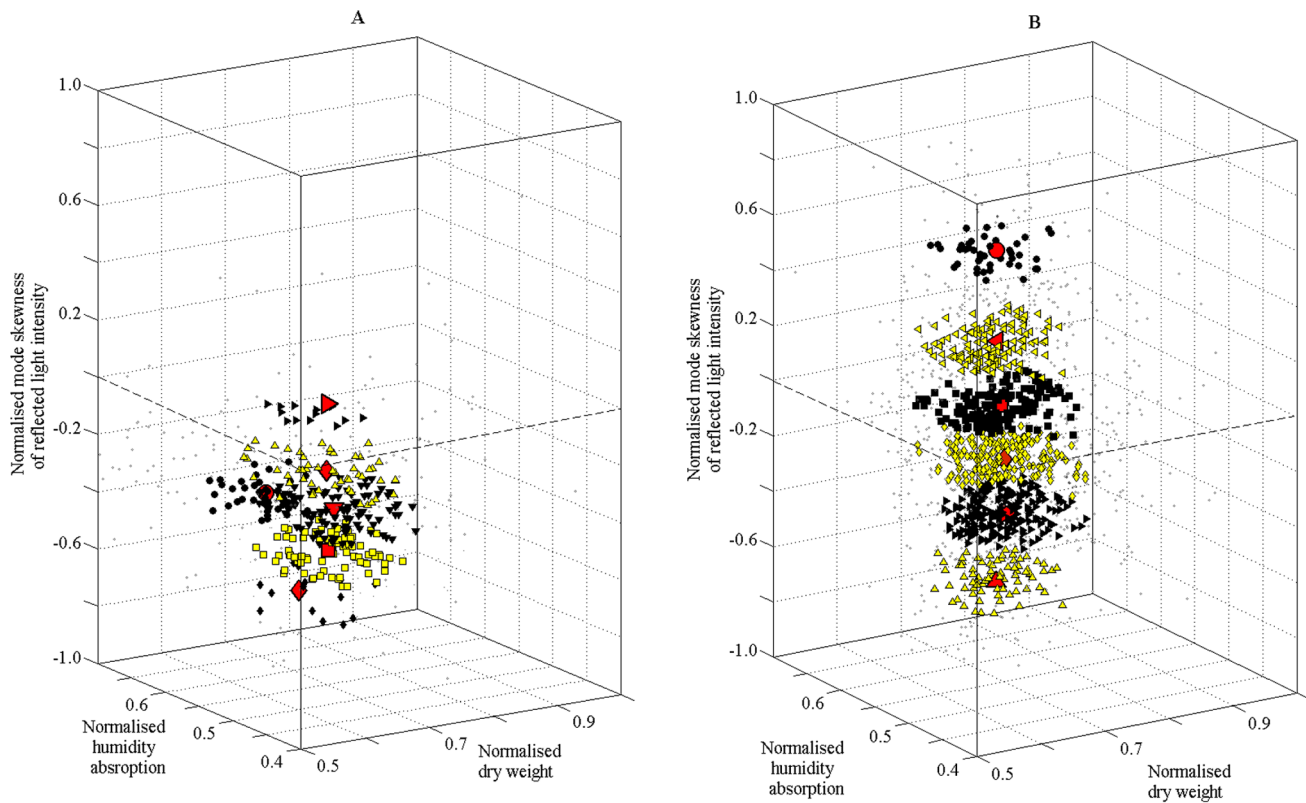 A
1.0
0.6
0.2
-0.2
-0.6
-1.0
Normalised mode skewness
of reflected light intensity
0.6
0.5
0.4
Normalised
humidity
absroption
0.5
0.7
0.9
Normalised
dry weight
B
1.0
0.6
0.2
-0.2
-0.6
-1.0
Normalised mode skewness
of reflected light intensity
0.6
0.5
0.4
Normalised
humidity
absorption
0.5
0.7
0.9
Normalised
dry weight